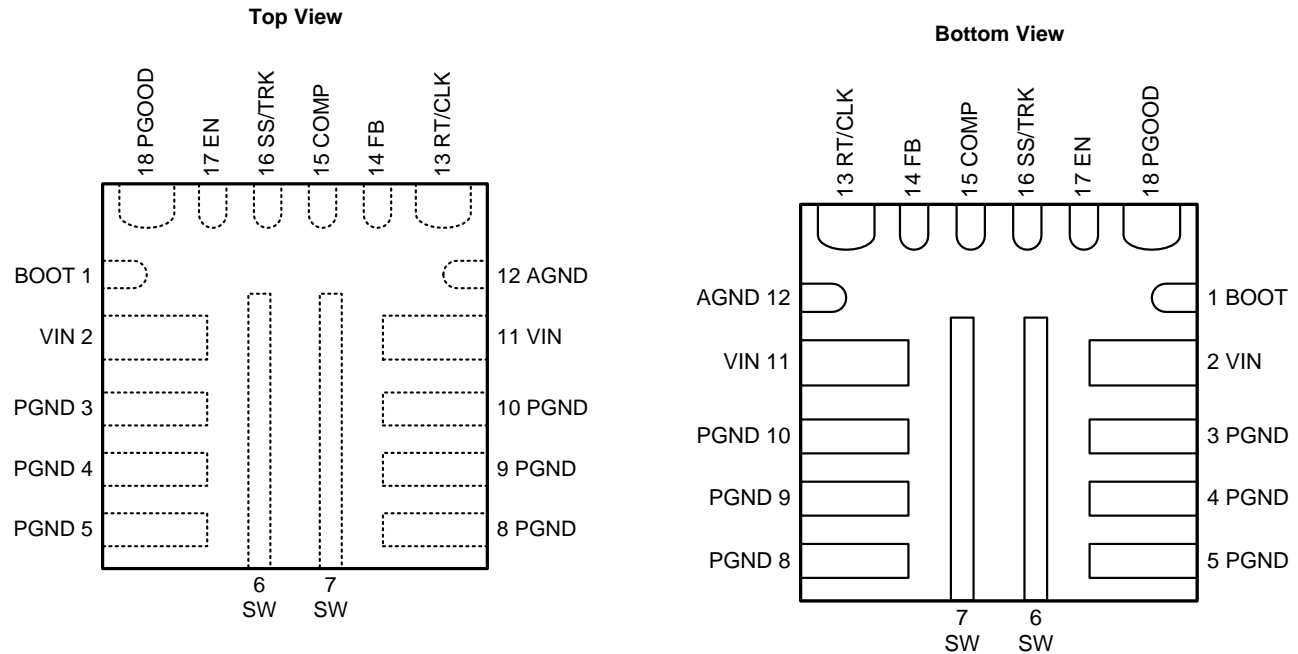 Top View
18 PGOOD
17 EN
16 SS/TRK
15 COMP
14 FB
13 RT/CLK
BOOT 1
12 AGND
VIN 2
11 VIN
PGND 3
10 PGND
PGND 4
9 PGND
PGND 5
8 PGND
6
SW
7
SW
Bottom View
13 RT/CLK
14 FB
15 COMP
16 SS/TRK
17 EN
18 PGOOD
AGND 12
1 BOOT
VIN 11
2 VIN
PGND 10
3 PGND
PGND 9
4 PGND
PGND 8
5 PGND
7
SW
6
SW